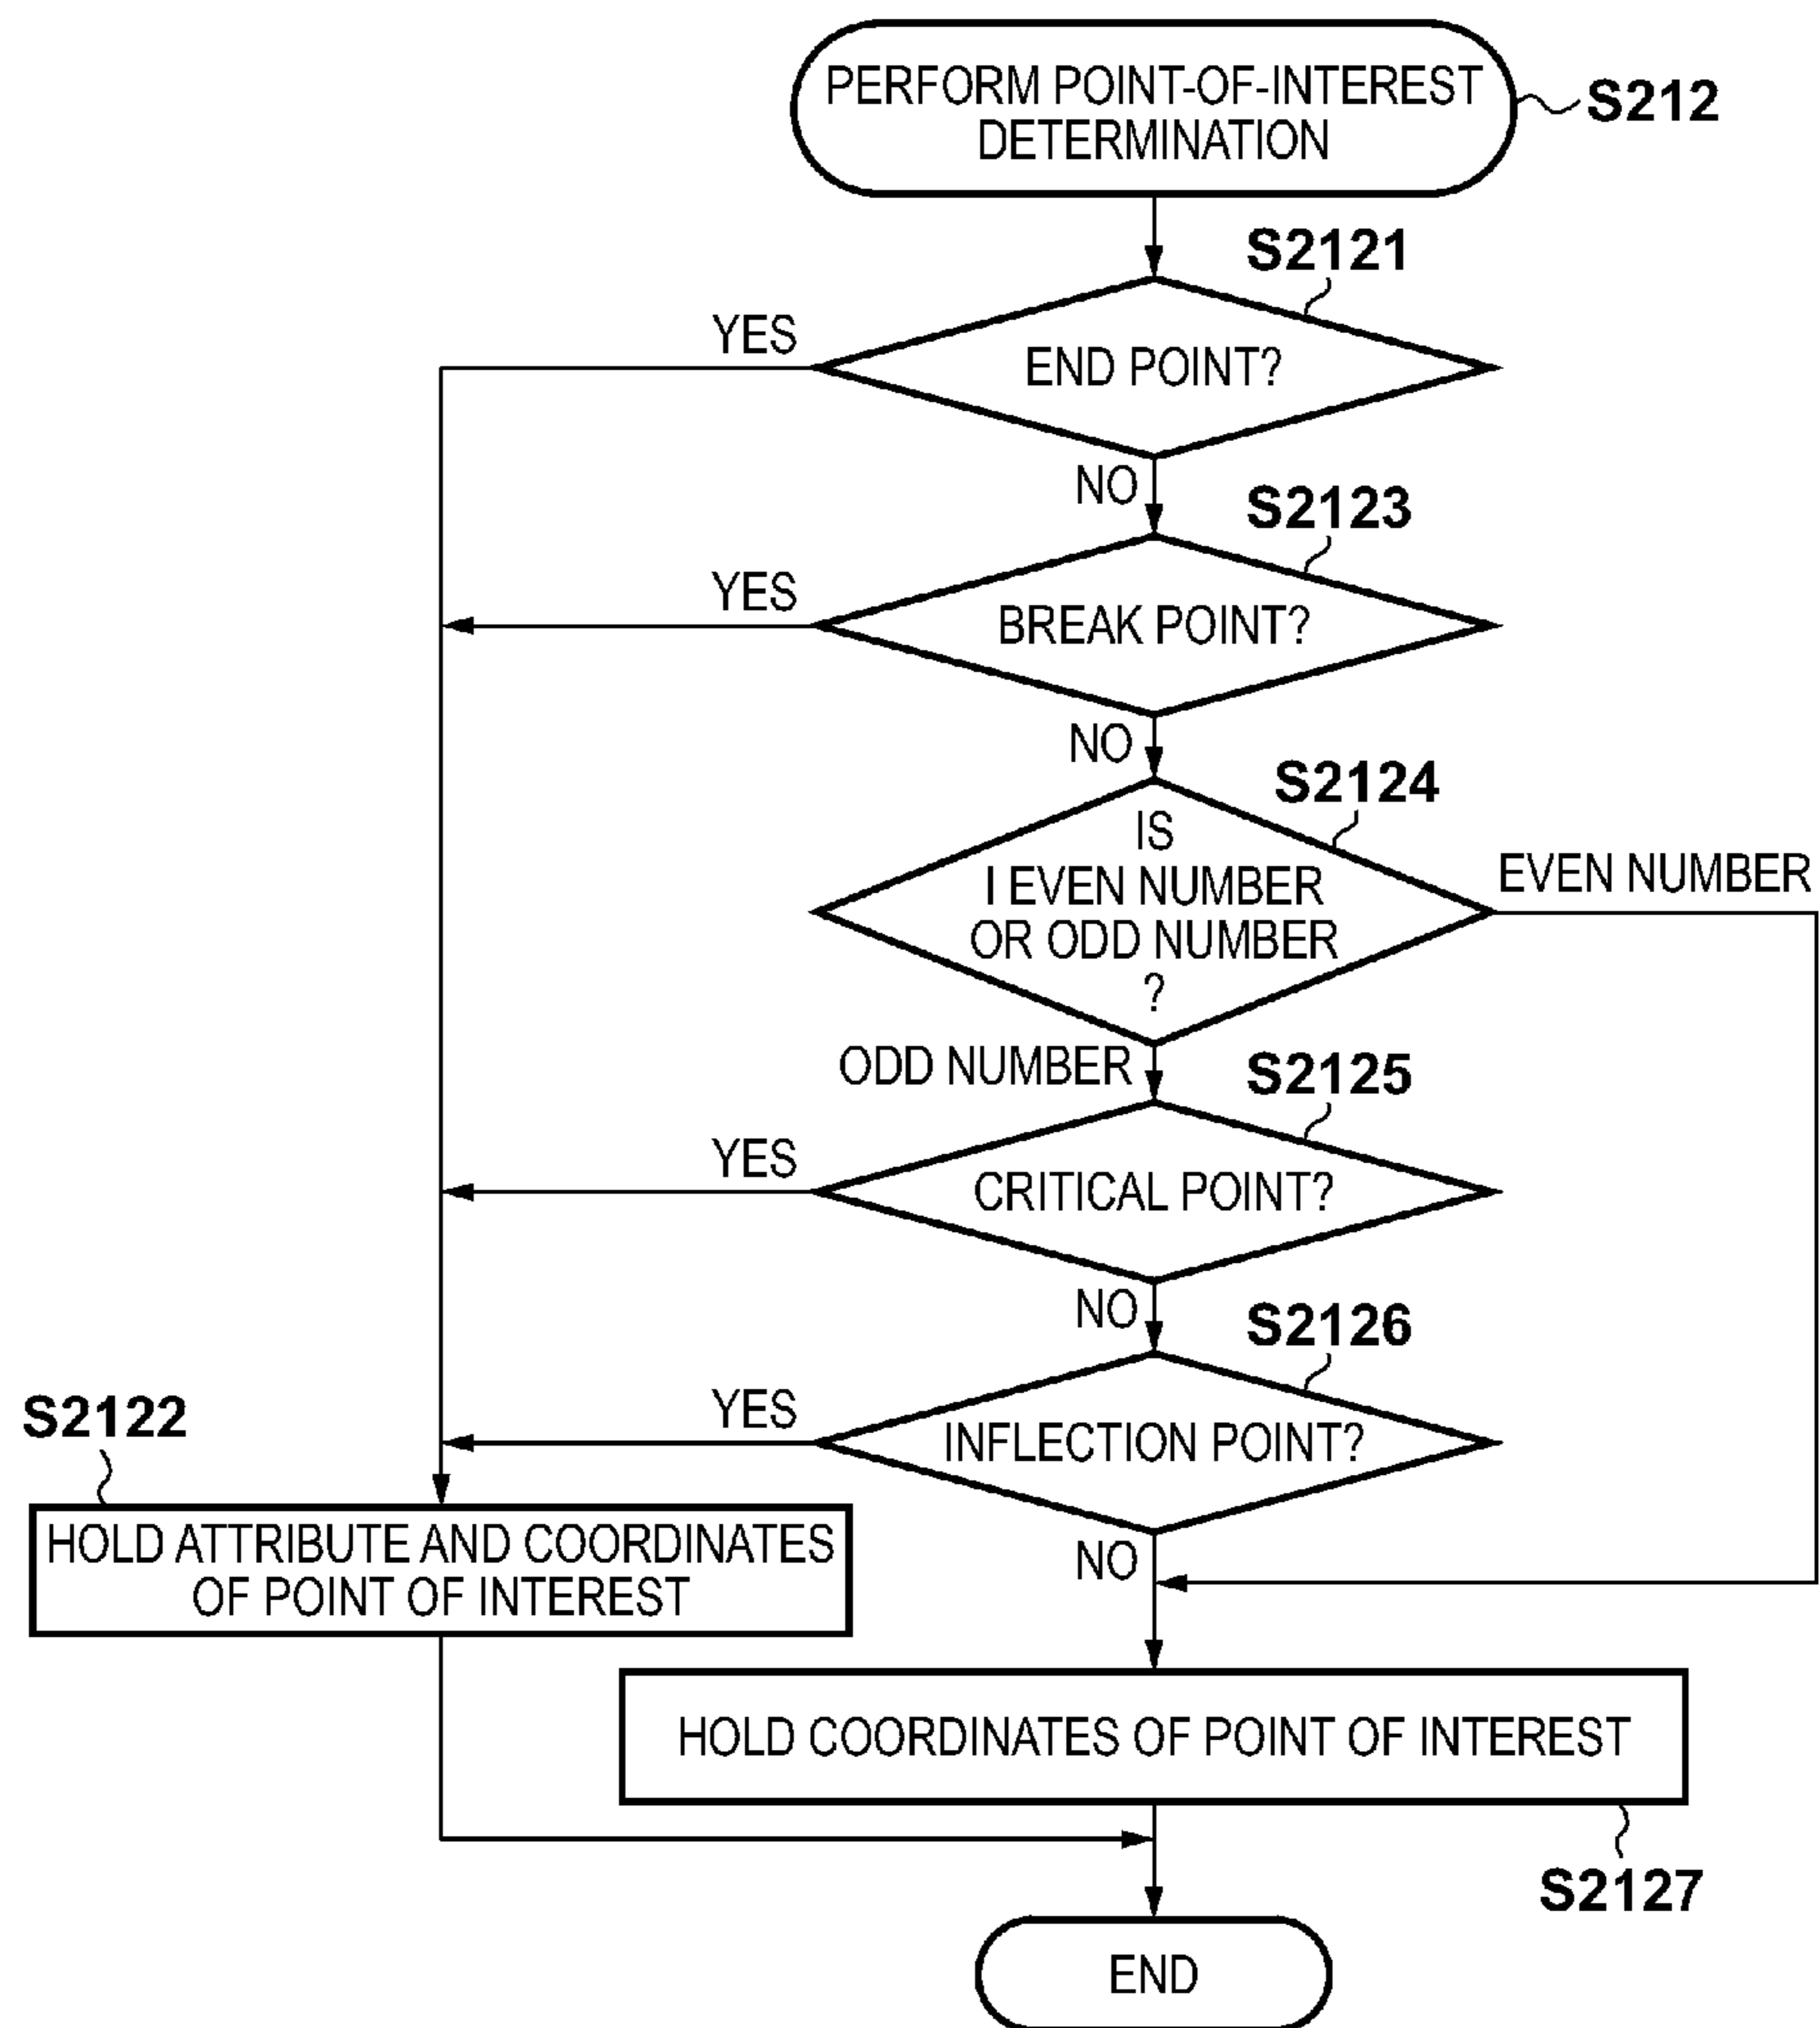 PERFORM POINT-OF-INTEREST
DETERMINATION
S212
S2121
YES
END POINT?
NO
S2123
YES
BREAK POINT?
NO
S2124
IS
I EVEN NUMBER
OR ODD NUMBER
?
EVEN NUMBER
ODD NUMBER
S2125
YES
CRITICAL POINT?
NO
S2126
YES
INFLECTION POINT?
NO
S2122
HOLD ATTRIBUTE AND COORDINATES
OF POINT OF INTEREST
HOLD COORDINATES OF POINT OF INTEREST
S2127
END